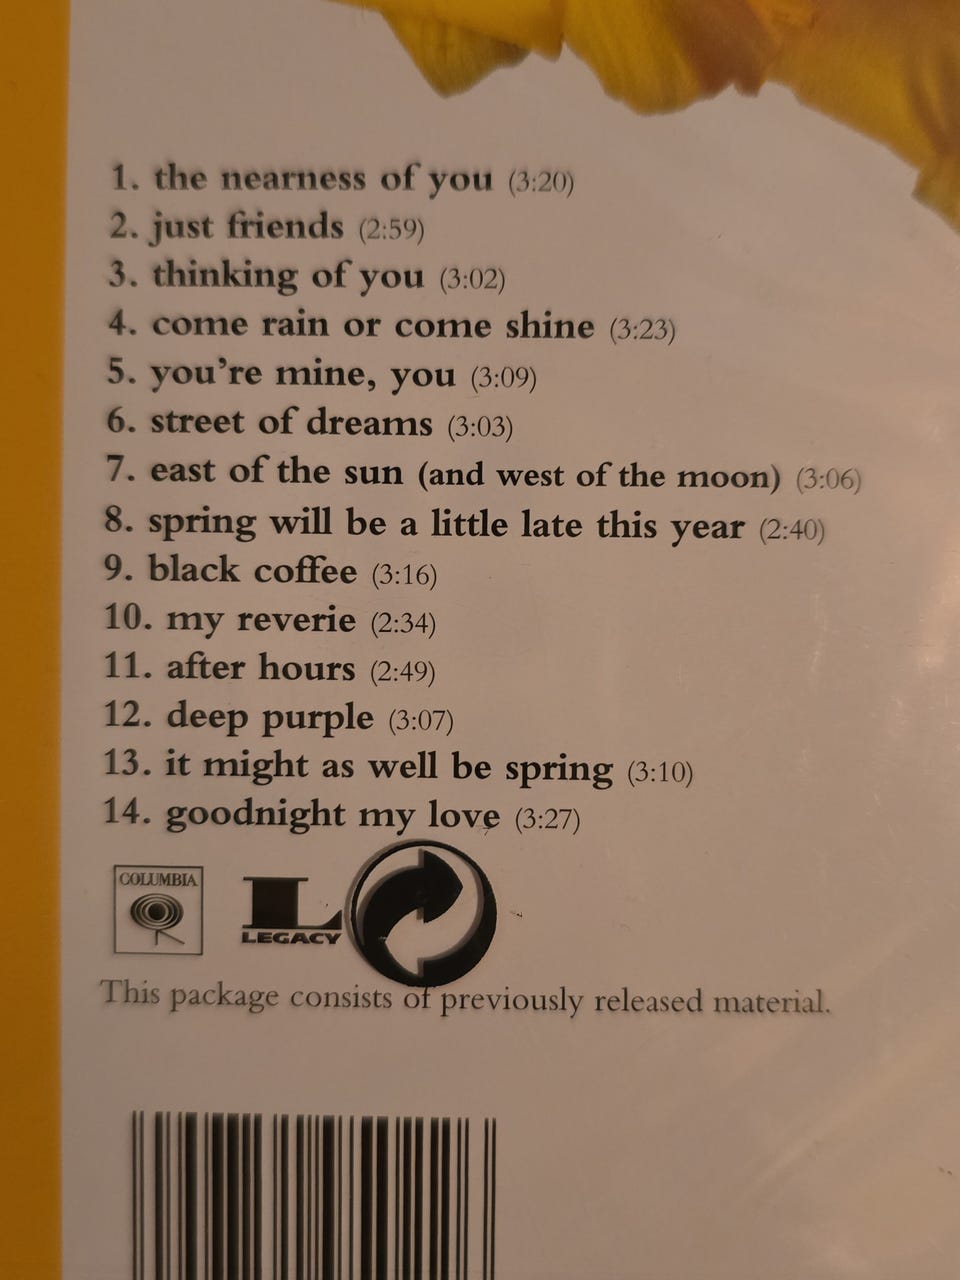 1. the nearness of you (3:20)
2. just friends (2:59)
3. thinking of you (3:02)
4. come rain or come shine (3:23)
5. you're mine, you (3:09)
6. street of dreams (3:03)
7. east of the sun (and west of the moon) (3:06)
8. spring will be a little late this year (2:40)
9. black coffee (3:16)
10. my reverie (2:34)
11. after hours (2:49)
12. deep purple (3:07)
13. it might as well be spring (3:10)
14. goodnight my love (3:27)
COLUMBIA
L
LEGACY
This package consists of previously released material.